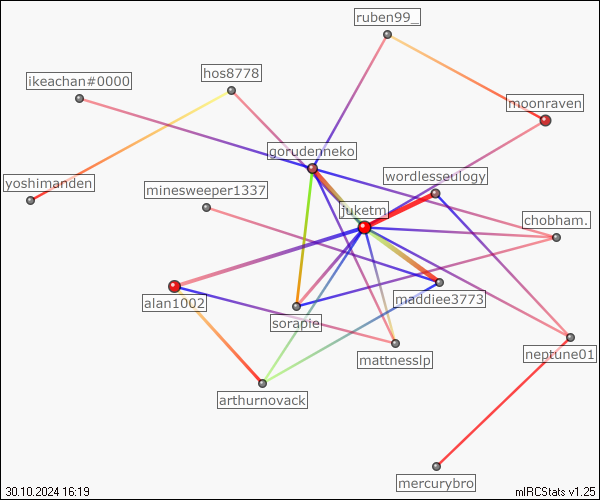 ruben99_
hos8778
ikeachan#0000
moonraven
gorudenneko
wordlesseulogy
yoshimanden
minesweeper1337
juketm
chobham.
alan1002
maddiee3773
sorapie
mattnesslp
neptune01
arthurnovack
mercurybro
30.10.2024 16:19
mIRCStats v1.25